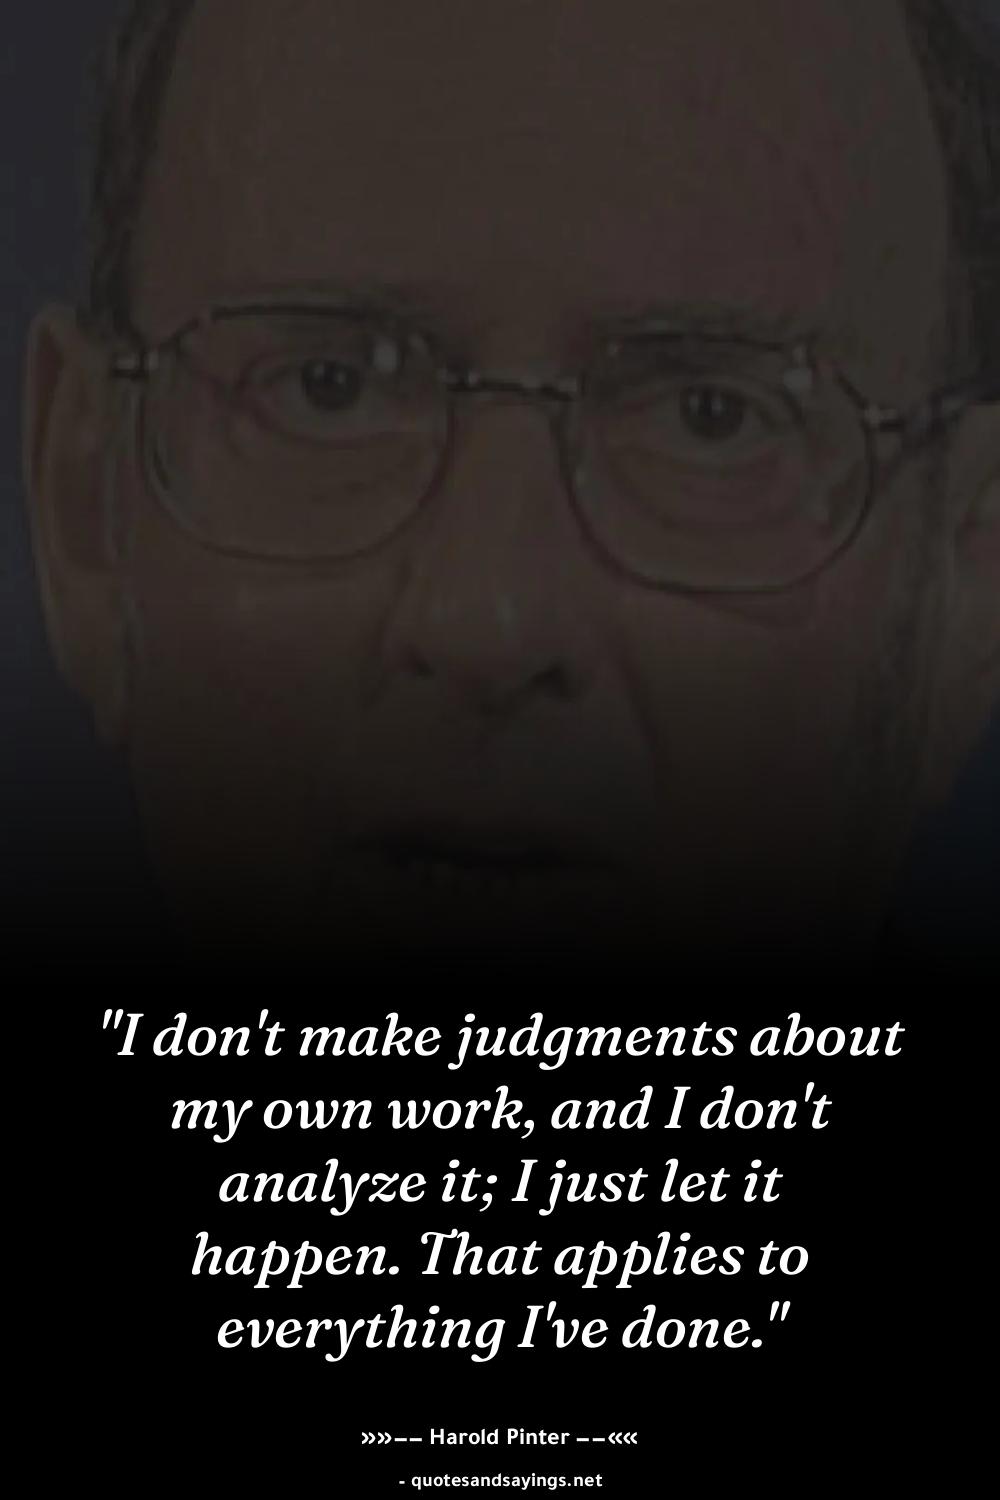 "I don't make judgments about
my own work, and I don't
analyze it; I just let it
happen. That applies to
everything I've done."
»»–– Harold Pinter ––««
- quotesandsayings.net